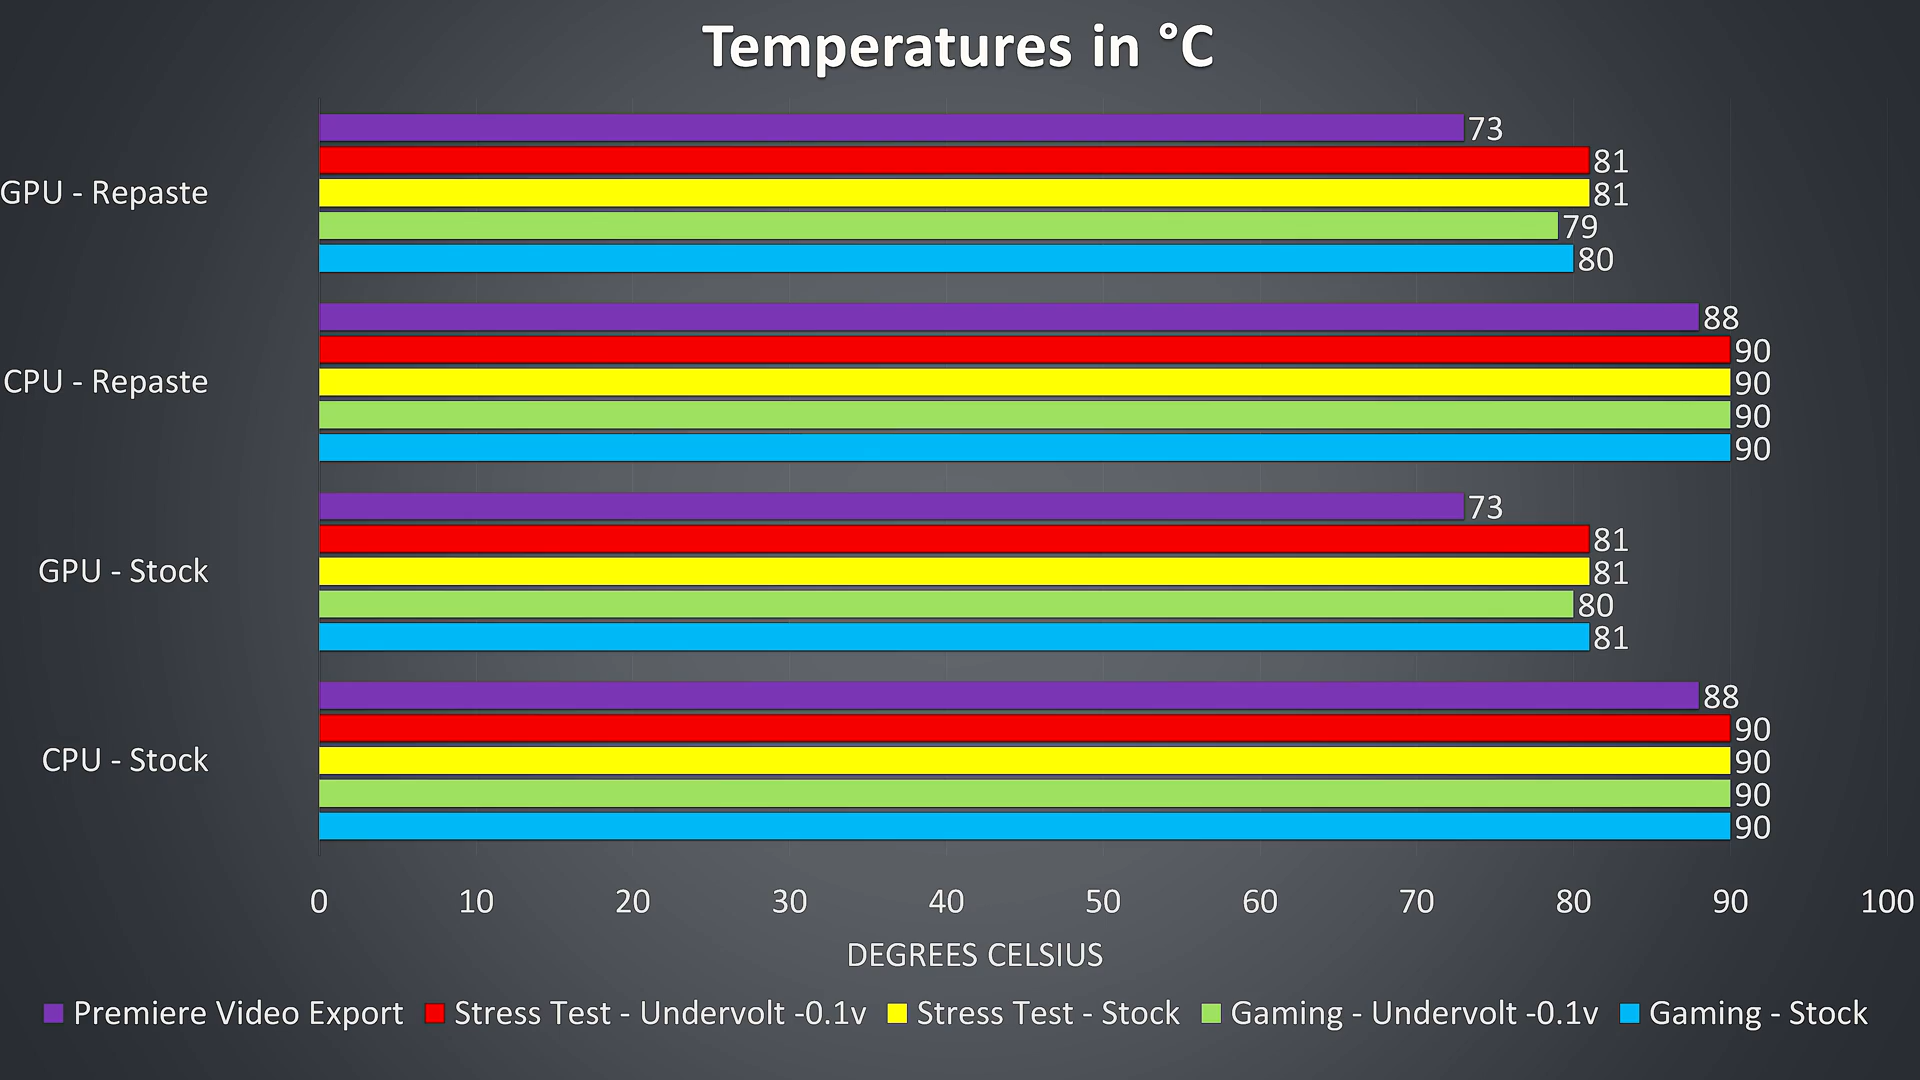 Temperatures in °C
73
81
GPU - Repaste
81
79
80
88
90
CPU - Repaste
90
90
90
73
81
GPU - Stock
81
80
81
88
90
CPU - Stock
90
90
90
0 10 20 30 40 50 60 70 80 90 100
DEGREES CELSIUS
Premiere Video Export Stress Test - Undervolt -0.1v Stress Test - Stock Gaming - Undervolt -0.1v Gaming - Stock